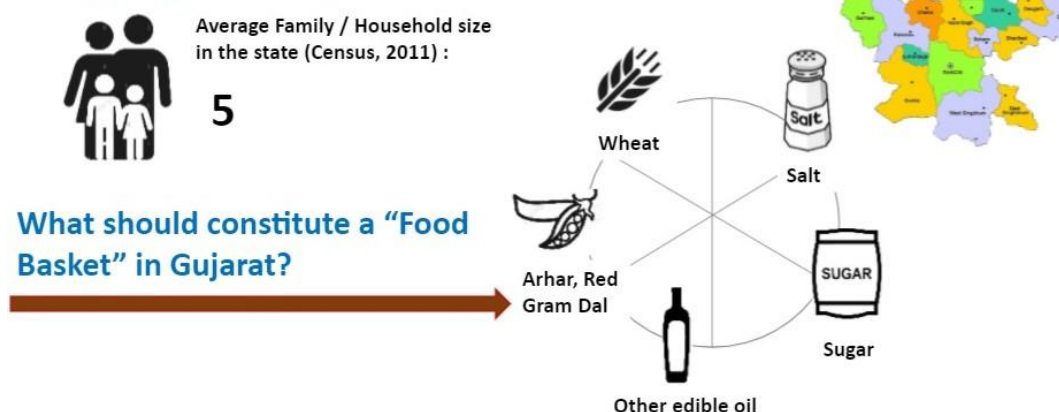 Average Family / Household size
in the state (Census, 2011) :
5
What should constitute a “Food
Basket” in Gujarat?
Wheat
Salt
Salt
Arhar, Red
Gram Dal
SUGAR
Sugar
Other edible oil